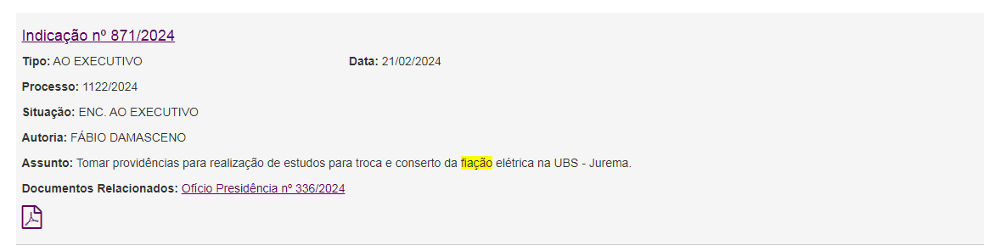 Indicação nº 871/2024
Tipo: AO EXECUTIVO Data: 21/02/2024
Processo: 1122/2024
Situação: ENC. AO EXECUTIVO
Autoria: FÁBIO DAMASCENO
Assunto: Tomar providências para realização de estudos para troca e conserto da fiação elétrica na UBS - Jurema.
Documentos Relacionados: Ofício Presidência nº 336/2024